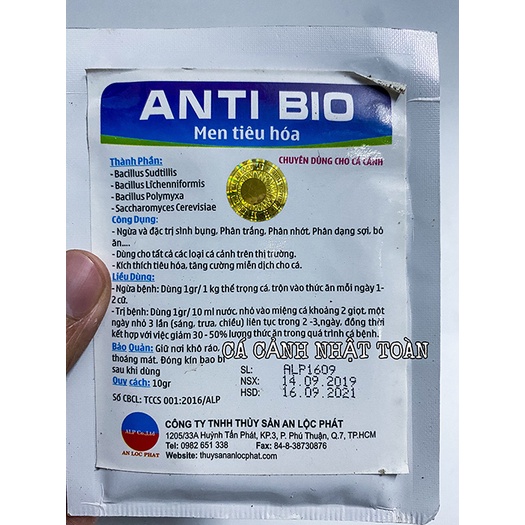 ANTI BIO
Men tiêu hóa
Thành Phần:
CHUYÊN DÙNG CHO CÁ CẢNH
- Bacillus Sudtillis
- Bacillus Lichenniformis
- Bacillus Polymyxa
- Saccharomyces Cerevisiae
Công Dụng:
- Ngừa và đặc trị sinh bụng, Phân trắng, Phân nhớt, Phân dạng sợi, bỏ
ăn....
- Dùng cho tất cả các loại cá cảnh trên thị trường.
- Kích thích tiêu hóa, tăng cường miễn dịch cho cá.
Liều Dùng:
- Ngừa bệnh: Dùng 1gr/ 1 kg thể trọng cá, trộn vào thức ăn mỗi ngày 1-
2 cữ.
- Trị bệnh: Dùng 1gr/ 10 ml nước, nhỏ vào miệng cá khoảng 2 giọt, một
ngày nhỏ 3 lần (sáng, trưa, chiều) liên tục trong 2 -3,ngày, đồng thời
kết hợp với việc giảm 30 - 50% lượng thức ăn trong quá trình cá bệnh.
Bảo Quản: Giữ nơi khô ráo,
thoáng mát. Đóng kín bao bì
sau khi dùng
CÁ CẢNH NHẬT TOÀN
Quy cách: 10gr
Số CBCL: TCCS 001:2016/ALP
SL: ALP1609
NSX: 14.09.2019
HSD: 16.09.2021
ALP Co.,Ltd
AN LOC PHAT
CÔNG TY TNHH THỦY SẢN AN LỘC PHÁT
1205/33A Huỳnh Tấn Phát, KP.3, P. Phú Thuận, Q.7, TP.HCM
Tel: 0982 651 338 Fax: 84-8-38730876
Website: thuysananlocphat.com